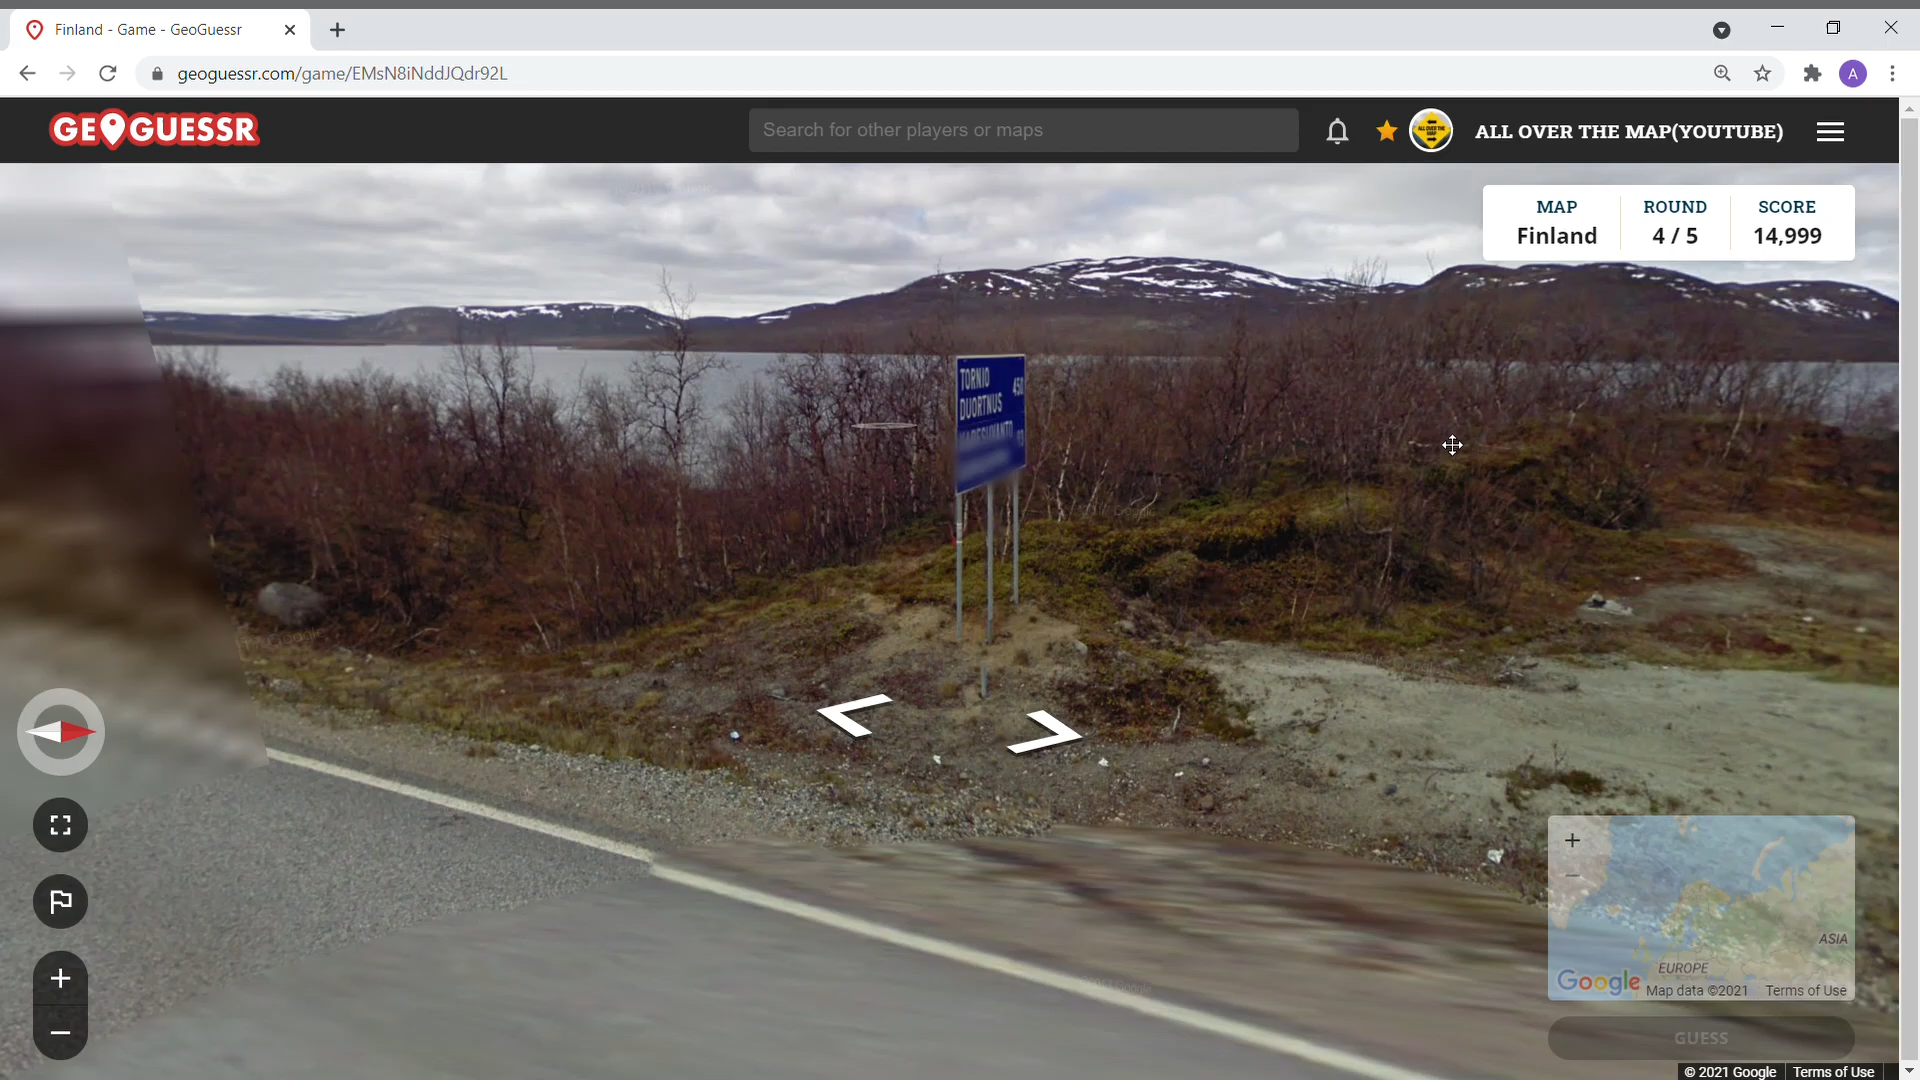 Finland - Game - GeoGuessr
geoguessr.com/game/EMsN8iNddJQdr92L
A
GEOGUESSR
Search for other players or maps
ALL OVER THE MAP(YOUTUBE)
MAP
Finland
ROUND
4 / 5
SCORE
14,999
TORNIO 450
DUORTNUS
ASIA
EUROPE
Google
Map data ©2021
Terms of Use
GUESS
© 2021 Google
Terms of Use